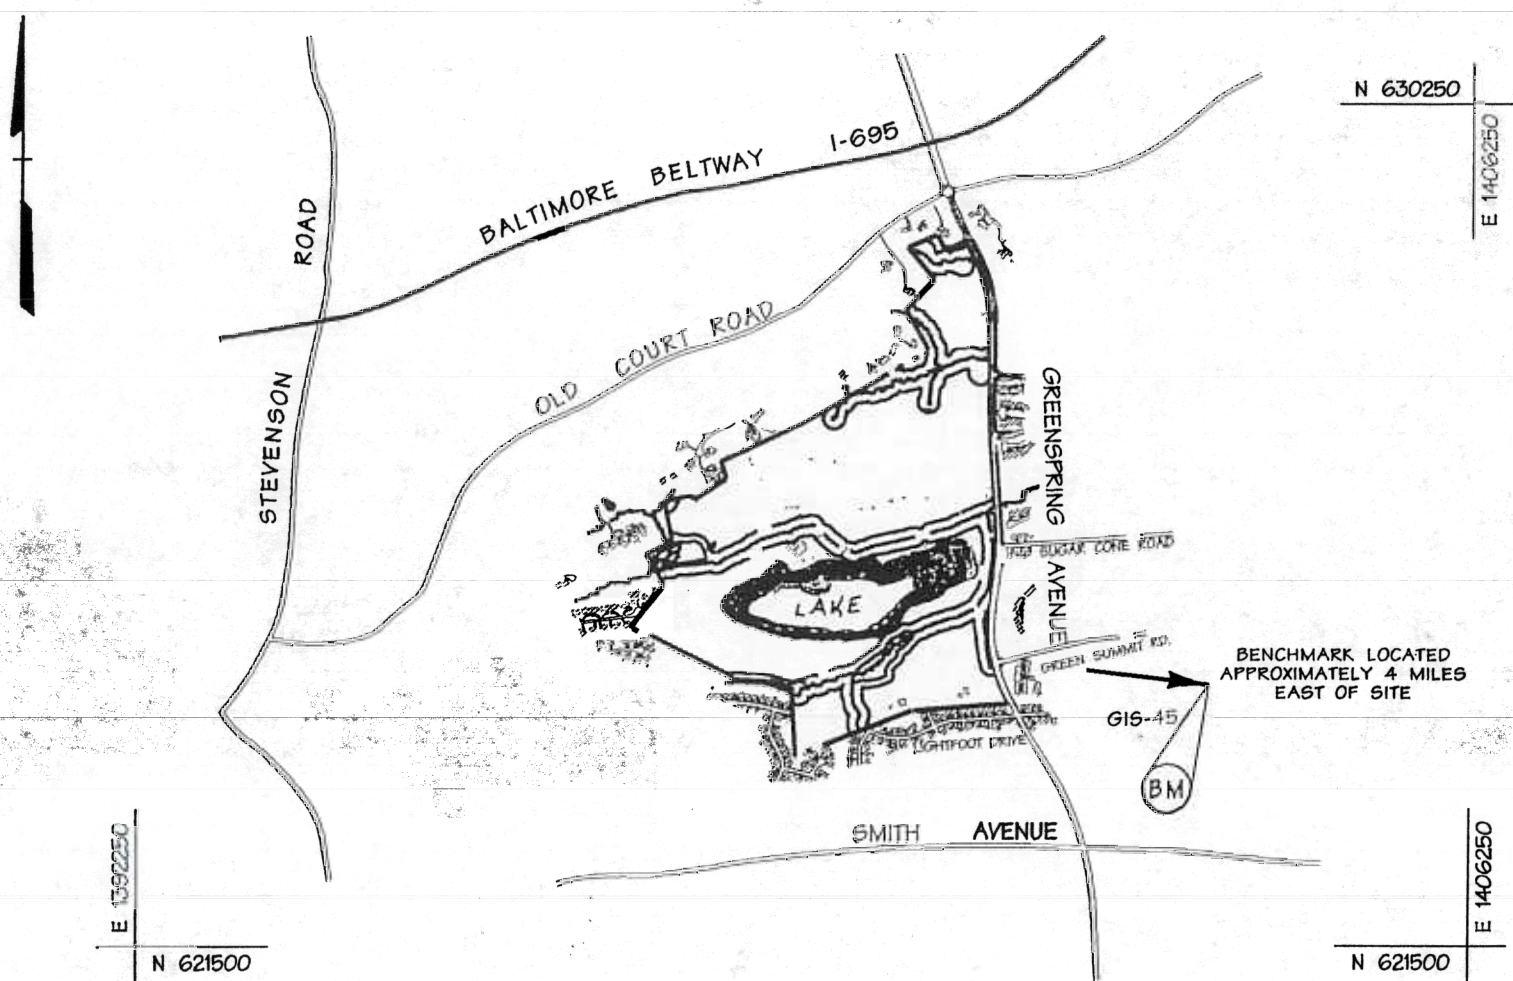 N 630250
E 1406250
I-695
BALTIMORE BELTWAY
STEVENSON ROAD
OLD COURT ROAD
GREENSPRING AVENUE
SUGAR CONE ROAD
LAKE
GREEN SUMMIT RD.
BENCHMARK LOCATED
APPROXIMATELY 4 MILES
EAST OF SITE
GIS-45
LIGHTFOOT DRIVE
BM
SMITH AVENUE
E 1392250
N 621500
E 1406250
N 621500